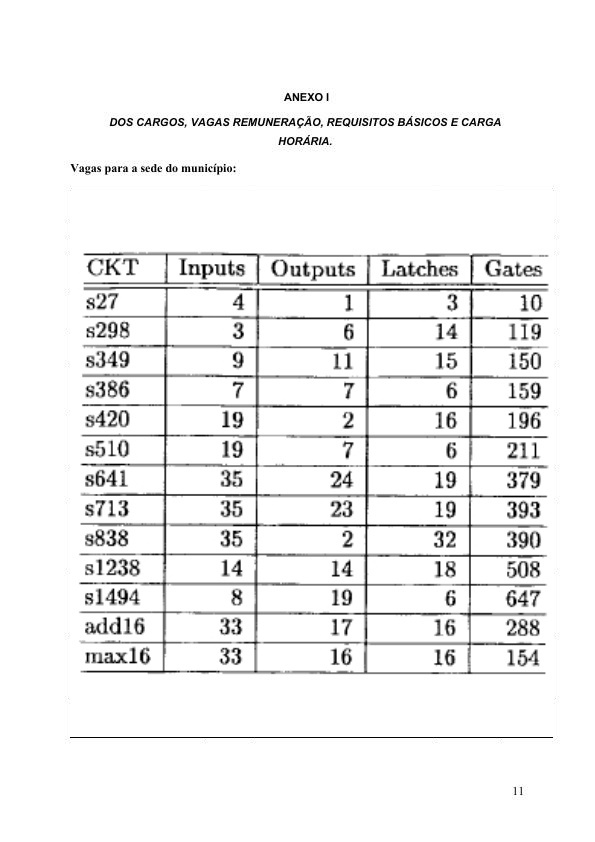 ANEXO I
DOS CARGOS, VAGAS REMUNERAÇÃO, REQUISITOS BÁSICOS E CARGA
HORÁRIA.
Vagas para a sede do município:
CKT Inputs Outputs Latches Gates
s27 4 1 3 10
s298 3 6 14 119
s349 9 11 15 150
s386 7 7 6 159
s420 19 2 16 196
s510 19 7 6 211
s641 35 24 19 379
s713 35 23 19 393
s838 35 2 32 390
s1238 14 14 18 508
s1494 8 19 6 647
add16 33 17 16 288
max16 33 16 16 154
11